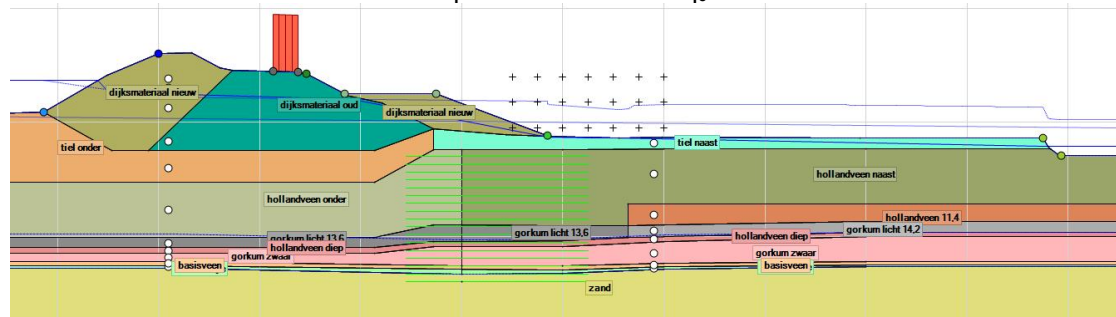 dijksmateriaal nieuw
dijksmateriaal oud
dijksmateriaal nieuw
tiel onder
tiel naast
hollandveen naast
hollandveen onder
hollandveen 11,4
gorkum licht 14,2
gorkum licht 13,6
gorkum licht 13,6
hollandveen diep
hollandveen diep
gorkum zwaar
gorkum zwaar
basisveen
basisveen
zand